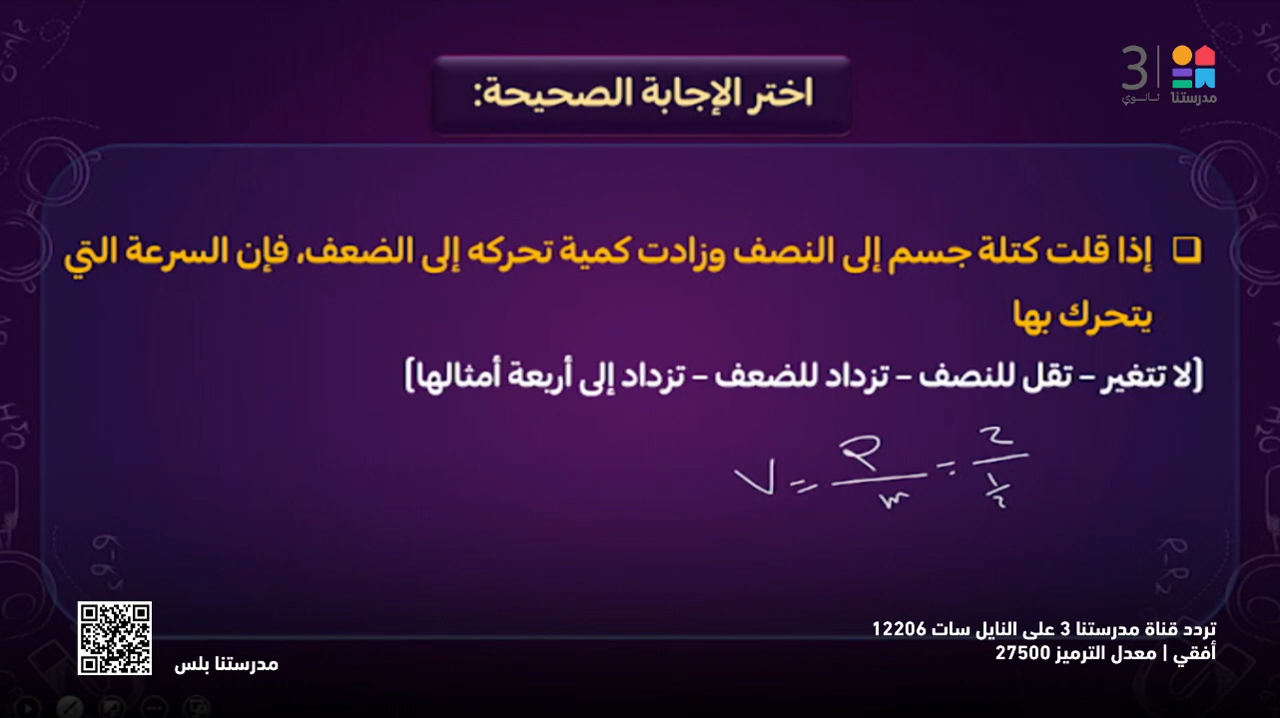 3 ثانوي
مدرستنا
اختر الإجابة الصحيحة:
❑ إذا قلت كتلة جسم إلى النصف وزادت كمية تحركه إلى الضعف، فإن السرعة التي
يتحرك بها
(لا تتغير – تقل للنصف – تزداد للضعف – تزداد إلى أربعة أمثالها)
V = P/m = 2/(1/2)
تردد قناة مدرستنا 3 على النايل سات 12206
أفقي | معدل الترميز 27500
مدرستنا بلس